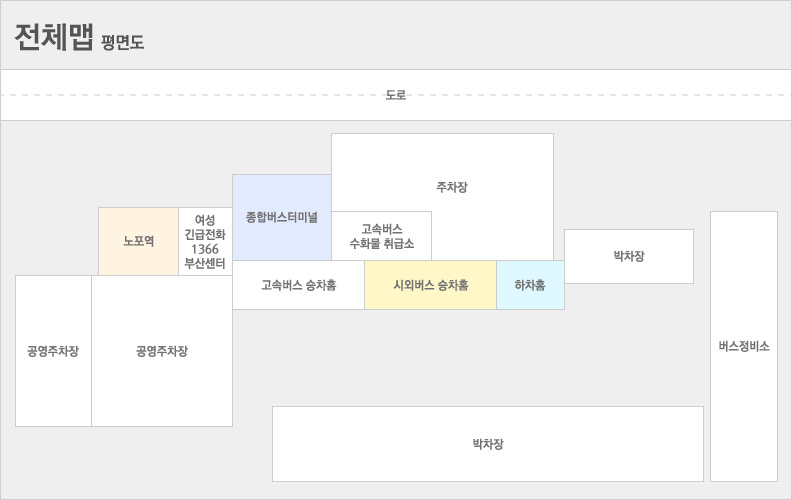 전체맵 평면도
도로
주차장
종합버스터미널
여성
긴급전화
1366
부산센터
노포역
고속버스
수화물 취급소
박차장
고속버스 승차홈
시외버스 승차홈
하차홈
공영주차장
공영주차장
버스정비소
박차장